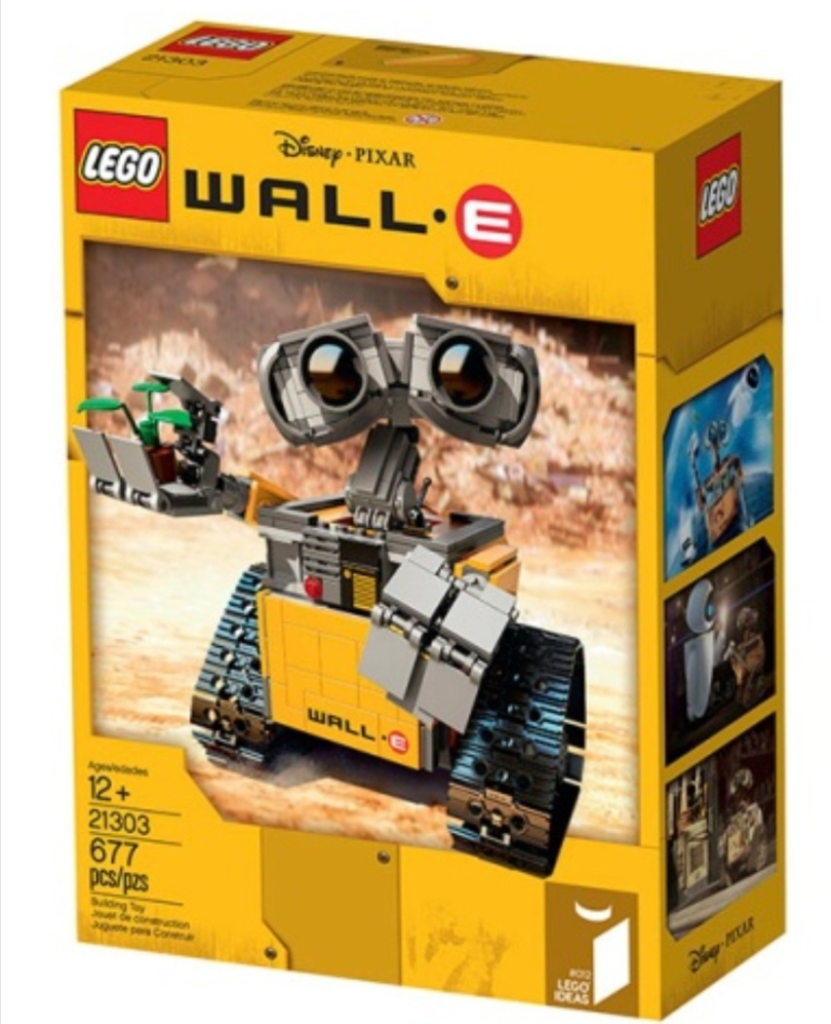 LEGO
21303
LEGO
Disney · PIXAR
WALL·E
LEGO
WALL·E
Ages/edades
12+
21303
677
pcs/pzs
Building Toy
Jouet de construction
Juguete para Construir
#012
LEGO
IDEAS
Disney · PIXAR